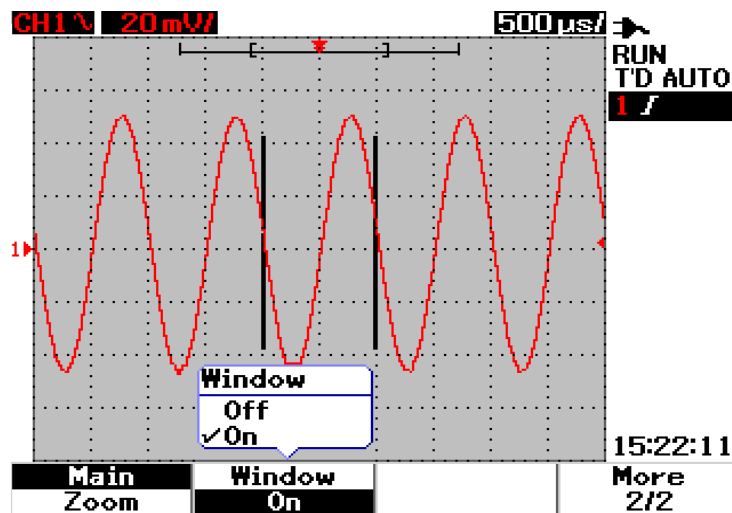 CH1 ∿ 20 mV/ 500 µs/
RUN
T'D AUTO
1
1
Window
Off
✓On
15:22:11
Main Window More
Zoom On 2/2